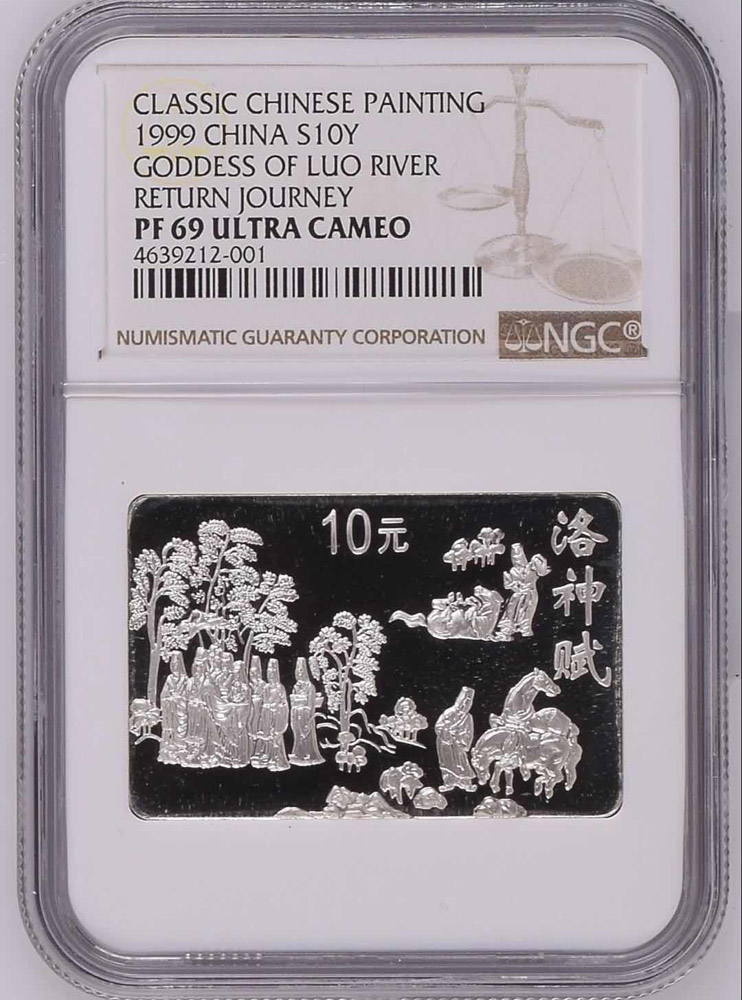 CLASSIC CHINESE PAINTING
1999 CHINA S10Y
GODDESS OF LUO RIVER
RETURN JOURNEY
PF 69 ULTRA CAMEO
4639212-001
NUMISMATIC GUARANTY CORPORATION
NGC®
10元
洛神赋